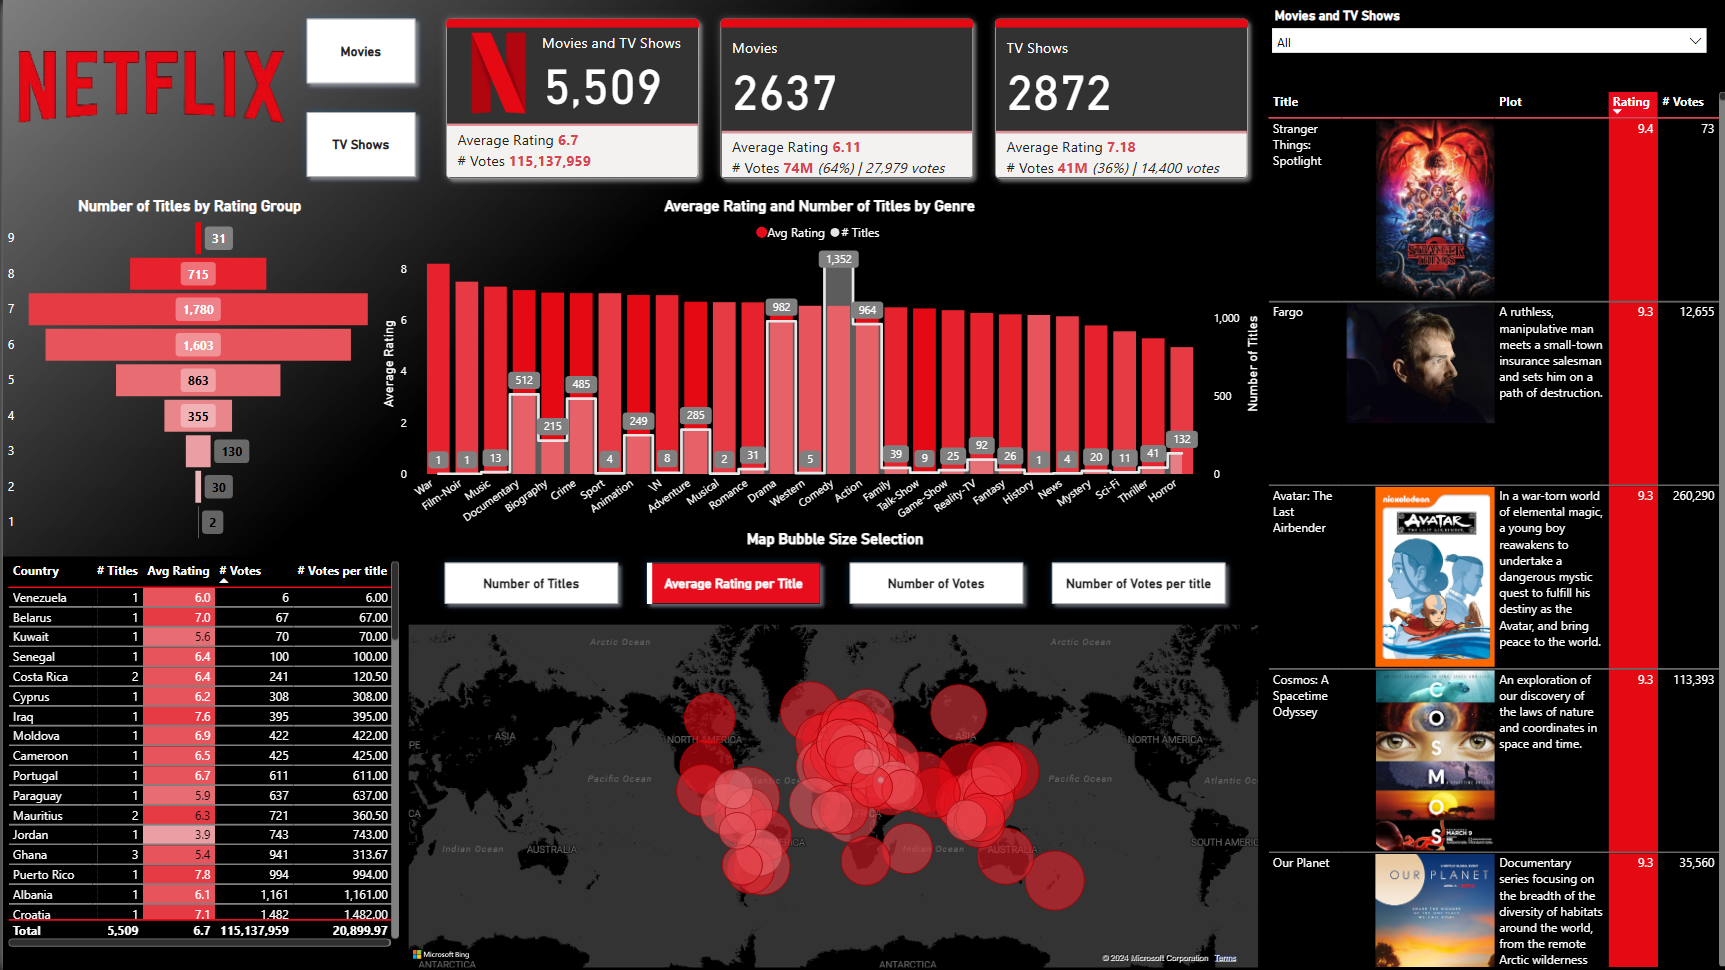 NETFLIX
Movies
TV Shows
Movies and TV Shows
5,509
Average Rating 6.7
# Votes 115,137,959
Movies
2637
Average Rating 6.11
# Votes 74M (64%) | 27,979 votes
TV Shows
2872
Average Rating 7.18
# Votes 41M (36%) | 14,400 votes
Movies and TV Shows
All
Number of Titles by Rating Group
9 31
8 715
7 1,780
6 1,603
5 863
4 355
3 130
2 30
1 2
Average Rating and Number of Titles by Genre
Avg Rating # Titles
Average Rating
8
6
4
2
0
1 1 13 512 215 485 4 249 8 285 2 31 982 5 1,352 964 39 9 25 92 26 1 4 20 11 41 132
War Film-Noir Music Documentary Biography Crime Sport Animation \N Adventure Musical Romance Drama Western Comedy Action Family Talk-Show Game-Show Reality-TV Fantasy History News Mystery Sci-Fi Thriller Horror
1,000
500
0
Number of Titles
Country # Titles Avg Rating # Votes # Votes per title
Venezuela 1 6.0 6 6.00
Belarus 1 7.0 67 67.00
Kuwait 1 5.6 70 70.00
Senegal 1 6.4 100 100.00
Costa Rica 2 6.4 241 120.50
Cyprus 1 6.2 308 308.00
Iraq 1 7.6 395 395.00
Moldova 1 6.9 422 422.00
Cameroon 1 6.5 425 425.00
Portugal 1 6.7 611 611.00
Paraguay 1 5.9 637 637.00
Mauritius 2 6.3 721 360.50
Jordan 1 3.9 743 743.00
Ghana 3 5.4 941 313.67
Puerto Rico 1 7.8 994 994.00
Albania 1 6.1 1,161 1,161.00
Croatia 1 7.1 1,482 1,482.00
Total 5,509 6.7 115,137,959 20,899.97
Map Bubble Size Selection
Number of Titles
Average Rating per Title
Number of Votes
Number of Votes per title
Arctic Ocean
Arctic Ocean
PE
ASIA
NORTH AMERICA
ASIA
NORTH AMERICA
Pacific Ocean
Pacific Ocean
Atlantic Oc
CA
Indian Ocean
AUSTRALIA
Indian Ocean
AUSTRALIA
SOUTH AMERIC
Microsoft Bing
ANTARCTICA
ANTARCTICA
© 2024 Microsoft Corporation Terms
Title Plot Rating # Votes
Stranger
Things:
Spotlight
9.4 73
STRANGER
THINGS
2
Fargo
A ruthless,
manipulative man
meets a small-town
insurance salesman
and sets him on a
path of destruction.
9.3 12,655
Avatar: The
Last
Airbender
nickelodeon
AVATAR
THE LAST AIRBENDER
In a war-torn world
of elemental magic,
a young boy
reawakens to
undertake a
dangerous mystic
quest to fulfill his
destiny as the
Avatar, and bring
peace to the world.
9.3 260,290
Cosmos: A
Spacetime
Odyssey
C
O
S
M
O
S
MARCH 9
An exploration of
our discovery of
the laws of nature
and coordinates in
space and time.
9.3 113,393
Our Planet
OUR PLANET
Documentary
series focusing on
the breadth of the
diversity of habitats
around the world,
from the remote
Arctic wilderness
9.3 35,560